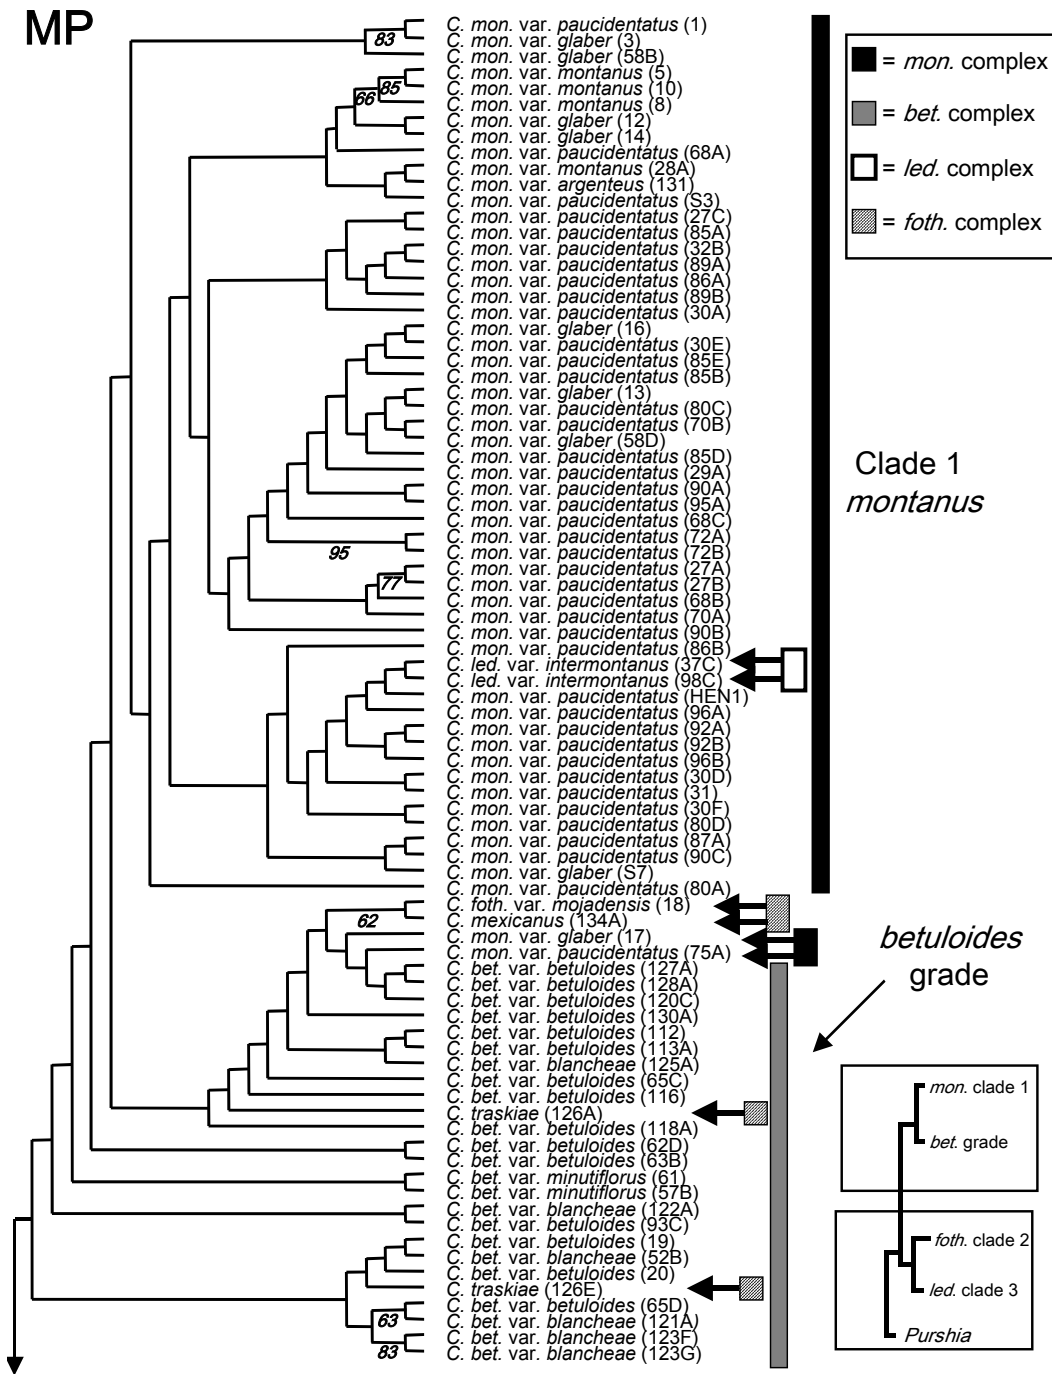 MP
C. mon. var. paucidentatus (1)
C. mon. var. glaber (3)
C. mon. var. glaber (58B)
C. mon. var. montanus (5)
C. mon. var. montanus (10)
C. mon. var. montanus (8)
C. mon. var. glaber (12)
C. mon. var. glaber (14)
C. mon. var. paucidentatus (68A)
C. mon. var. montanus (28A)
C. mon. var. argenteus (131)
C. mon. var. paucidentatus (S3)
C. mon. var. paucidentatus (27C)
C. mon. var. paucidentatus (85A)
C. mon. var. paucidentatus (32B)
C. mon. var. paucidentatus (89A)
C. mon. var. paucidentatus (86A)
C. mon. var. paucidentatus (89B)
C. mon. var. paucidentatus (30A)
C. mon. var. glaber (16)
C. mon. var. paucidentatus (30E)
C. mon. var. paucidentatus (85E)
C. mon. var. paucidentatus (85B)
C. mon. var. glaber (13)
C. mon. var. paucidentatus (80C)
C. mon. var. paucidentatus (70B)
C. mon. var. glaber (58D)
C. mon. var. paucidentatus (85D)
C. mon. var. paucidentatus (29A)
C. mon. var. paucidentatus (90A)
C. mon. var. paucidentatus (95A)
C. mon. var. paucidentatus (68C)
C. mon. var. paucidentatus (72A)
C. mon. var. paucidentatus (72B)
C. mon. var. paucidentatus (27A)
C. mon. var. paucidentatus (27B)
C. mon. var. paucidentatus (68B)
C. mon. var. paucidentatus (70A)
C. mon. var. paucidentatus (90B)
C. mon. var. paucidentatus (86B)
C. led. var. intermontanus (37C)
C. led. var. intermontanus (98C)
C. mon. var. paucidentatus (HEN1)
C. mon. var. paucidentatus (96A)
C. mon. var. paucidentatus (92A)
C. mon. var. paucidentatus (92B)
C. mon. var. paucidentatus (96B)
C. mon. var. paucidentatus (30D)
C. mon. var. paucidentatus (31)
C. mon. var. paucidentatus (30F)
C. mon. var. paucidentatus (80D)
C. mon. var. paucidentatus (87A)
C. mon. var. paucidentatus (90C)
C. mon. var. glaber (S7)
C. mon. var. paucidentatus (80A)
C. foth. var. mojadensis (18)
C. mexicanus (134A)
C. mon. var. glaber (17)
C. mon. var. paucidentatus (75A)
C. bet. var. betuloides (127A)
C. bet. var. betuloides (128A)
C. bet. var. betuloides (120C)
C. bet. var. betuloides (130A)
C. bet. var. betuloides (112)
C. bet. var. betuloides (113A)
C. bet. var. blancheae (125A)
C. bet. var. betuloides (65C)
C. bet. var. betuloides (116)
C. traskiae (126A)
C. bet. var. betuloides (118A)
C. bet. var. betuloides (62D)
C. bet. var. betuloides (63B)
C. bet. var. minutiflorus (61)
C. bet. var. minutiflorus (57B)
C. bet. var. blancheae (122A)
C. bet. var. betuloides (93C)
C. bet. var. betuloides (19)
C. bet. var. blancheae (52B)
C. bet. var. betuloides (20)
C. traskiae (126E)
C. bet. var. betuloides (65D)
C. bet. var. blancheae (121A)
C. bet. var. blancheae (123F)
C. bet. var. blancheae (123G)
83
85
66
95
77
62
63
83
= mon. complex
= bet. complex
= led. complex
= foth. complex
Clade 1
montanus
betuloides
grade
mon. clade 1
bet. grade
foth. clade 2
led. clade 3
Purshia